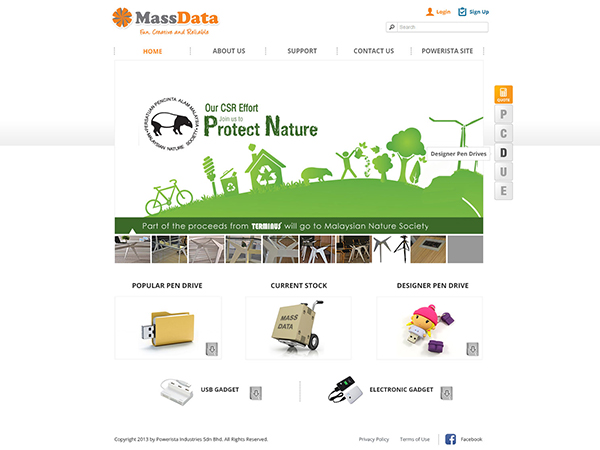 MassData
Fun, Creative and Reliable
Login
Sign Up
Search
HOME
ABOUT US
SUPPORT
CONTACT US
POWERISTA SITE
PERSATUAN PENCINTA ALAM MALAYSIA
MALAYSIAN NATURE SOCIETY
Our CSR Effort
Join us to
Protect Nature
QUOTE
P
C
D
U
E
Designer Pen Drives
Part of the proceeds from TERMINUS will go to Malaysian Nature Society
POPULAR PEN DRIVE
CURRENT STOCK
DESIGNER PEN DRIVE
MASS
DATA
USB GADGET
ELECTRONIC GADGET
Copyright 2013 by Powerista Industries Sdn Bhd. All Rights Reserved.
Privacy Policy
Terms of Use
Facebook